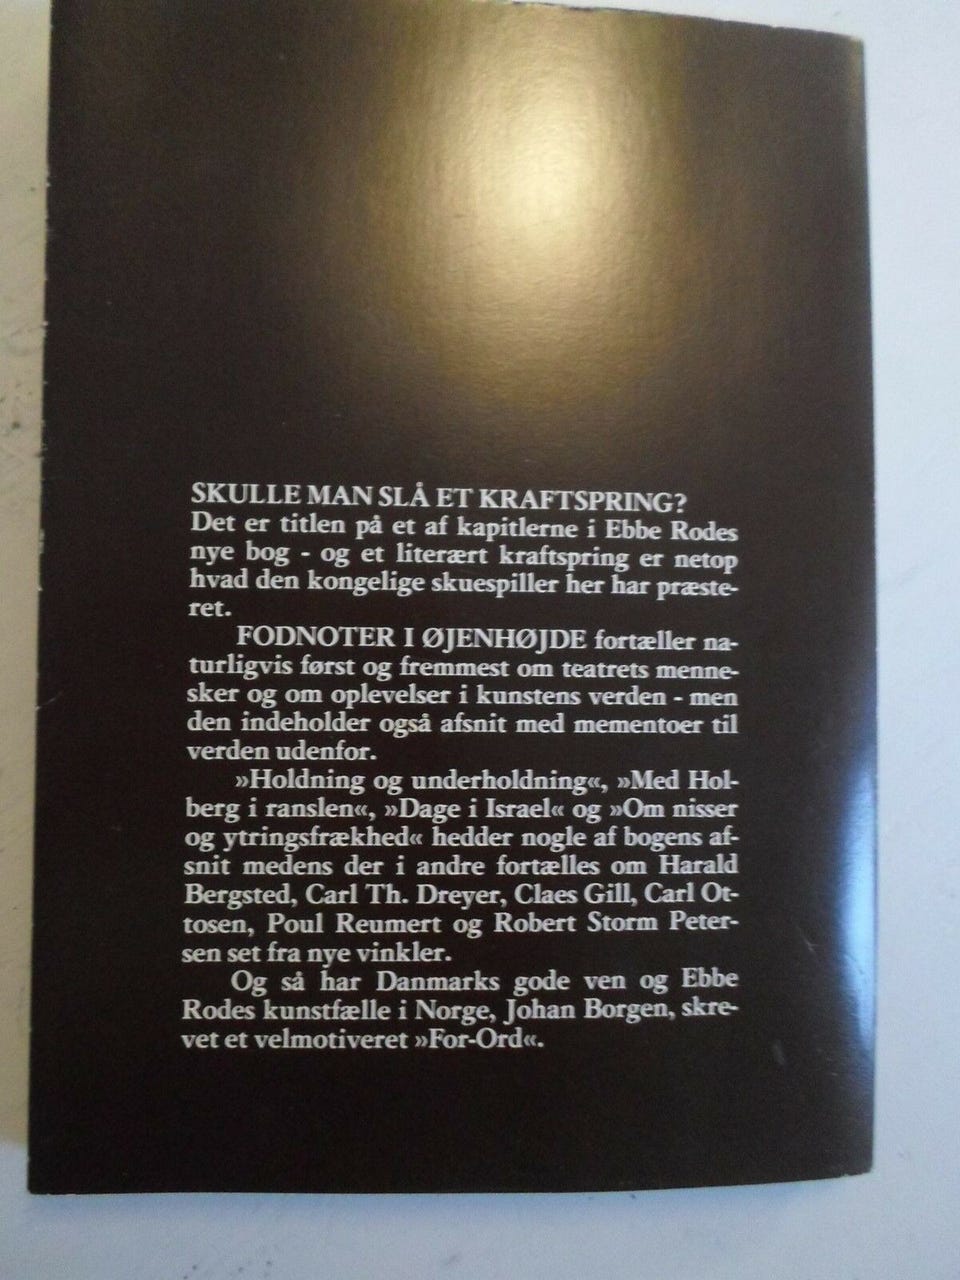 SKULLE MAN SLÅ ET KRAFTSPRING?
Det er titlen på et af kapitlerne i Ebbe Rodes
nye bog - og et literært kraftspring er netop
hvad den kongelige skuespiller her har præste-
ret.
FODNOTER I ØJENHØJDE fortæller na-
turligvis først og fremmest om teatrets menne-
sker og om oplevelser i kunstens verden - men
den indeholder også afsnit med mementoer til
verden udenfor.
»Holdning og underholdning«, »Med Hol-
berg i ranslen«, »Dage i Israel« og »Om nisser
og ytringsfrækhed« hedder nogle af bogens af-
snit medens der i andre fortælles om Harald
Bergsted, Carl Th. Dreyer, Claes Gill, Carl Ot-
tosen, Poul Reumert og Robert Storm Peter-
sen set fra nye vinkler.
Og så har Danmarks gode ven og Ebbe
Rodes kunstfælle i Norge, Johan Borgen, skre-
vet et velmotiveret »For-Ord«.